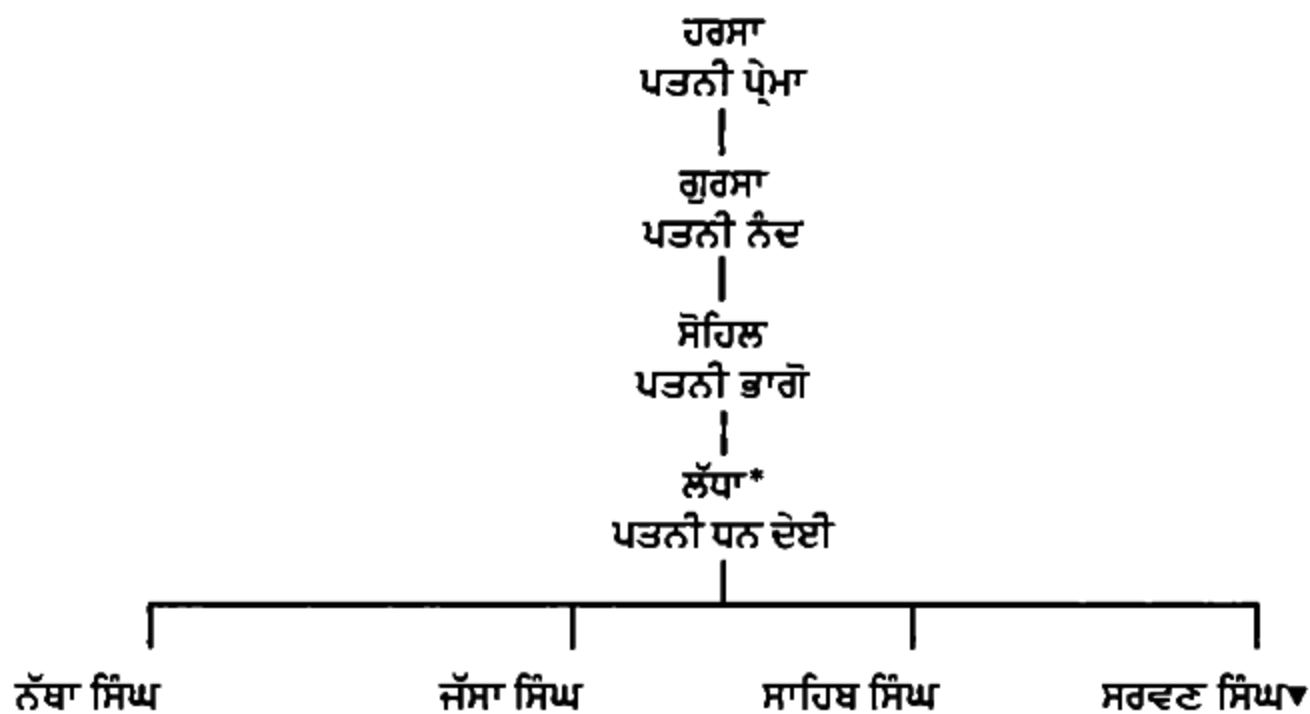 ਹਰਸਾ
ਪਤਨੀ ਪ੍ਰੇਮਾ
ਗੁਰਸਾ
ਪਤਨੀ ਨੰਦ
ਸੋਹਿਲ
ਪਤਨੀ ਭਾਗੋ
ਲੱਧਾ*
ਪਤਨੀ ਧਨ ਦੇਈ
ਨੱਥਾ ਸਿੰਘ ਜੱਸਾ ਸਿੰਘ ਸਾਹਿਬ ਸਿੰਘ ਸਰਵਣ ਸਿੰਘ▼